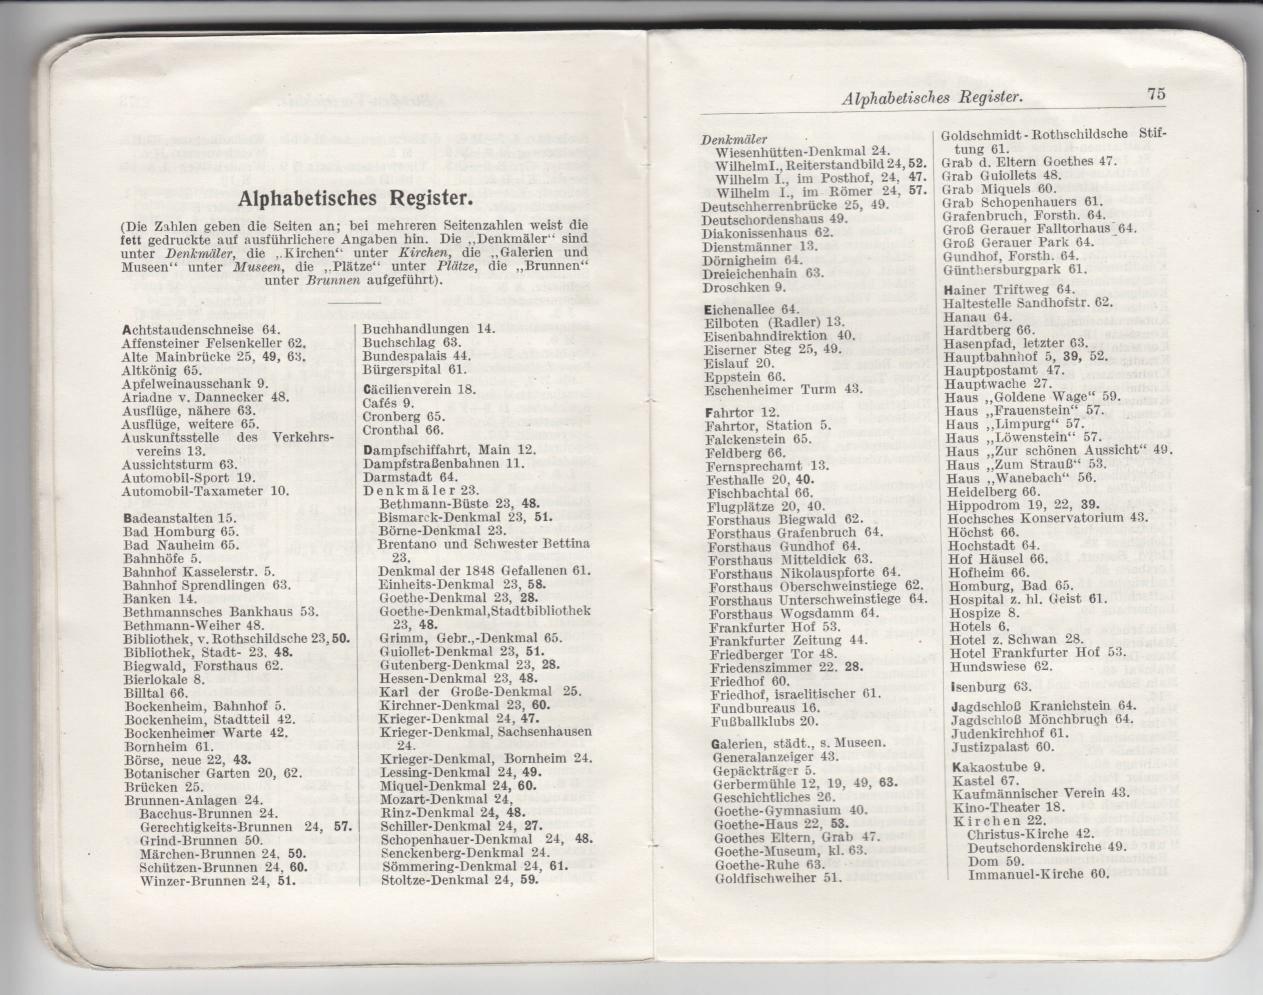 Alphabetisches Register.
(Die Zahlen geben die Seiten an; bei mehreren Seitenzahlen weist die
fett gedruckte auf ausführlichere Angaben hin. Die „Denkmäler“ sind
unter Denkmäler, die „Kirchen“ unter Kirchen, die „Galerien und
Museen“ unter Museen, die „Plätze“ unter Plätze, die „Brunnen“
unter Brunnen aufgeführt).
Achtstaudenschneise 64.
Affensteiner Felsenkeller 62.
Alte Mainbrücke 25, 49, 63.
Altkönig 65.
Apfelweinausschank 9.
Ariadne v. Dannecker 48.
Ausflüge, nähere 63.
Ausflüge, weitere 65.
Auskunftsstelle des Verkehrs-
vereins 13.
Aussichtsturm 63.
Automobil-Sport 19.
Automobil-Taxameter 10.
Badeanstalten 15.
Bad Homburg 65.
Bad Nauheim 65.
Bahnhöfe 5.
Bahnhof Kasselerstr. 5.
Bahnhof Sprendlingen 63.
Banken 14.
Bethmannsches Bankhaus 53.
Bethmann-Weiher 48.
Bibliothek, v. Rothschildsche 23, 50.
Bibliothek, Stadt- 23, 48.
Biegwald, Forsthaus 62.
Bierlokale 8.
Billtal 66.
Bockenheim, Bahnhof 5.
Bockenheim, Stadtteil 42.
Bockenheimer Warte 42.
Bornheim 61.
Börse, neue 22, 43.
Botanischer Garten 20, 62.
Brücken 25.
Brunnen-Anlagen 24.
Bacchus-Brunnen 24.
Gerechtigkeits-Brunnen 24, 57.
Grind-Brunnen 50.
Märchen-Brunnen 24, 59.
Schützen-Brunnen 24, 60.
Winzer-Brunnen 24, 51.
Buchhandlungen 14.
Buchschlag 63.
Bundespalais 44.
Bürgerspital 61.
Cäcilienverein 18.
Cafés 9.
Cronberg 65.
Cronthal 66.
Dampfschiffahrt, Main 12.
Dampfstraßenbahnen 11.
Darmstadt 64.
Denkmäler 23.
Bethmann-Büste 23, 48.
Bismarck-Denkmal 23, 51.
Börne-Denkmal 23.
Brentano und Schwester Bettina
23.
Denkmal der 1848 Gefallenen 61.
Einheits-Denkmal 23, 58.
Goethe-Denkmal 23, 28.
Goethe-Denkmal,Stadtbibliothek
23, 48.
Grimm, Gebr.,-Denkmal 65.
Guiollet-Denkmal 23, 51.
Gutenberg-Denkmal 23, 28.
Hessen-Denkmal 23, 48.
Karl der Große-Denkmal 25.
Kirchner-Denkmal 23, 60.
Krieger-Denkmal 24, 47.
Krieger-Denkmal, Sachsenhausen
24.
Krieger-Denkmal, Bornheim 24.
Lessing-Denkmal 24, 49.
Miquel-Denkmal 24, 60.
Mozart-Denkmal 24,
Rinz-Denkmal 24, 48.
Schiller-Denkmal 24, 27.
Schopenhauer-Denkmal 24, 48.
Senckenberg-Denkmal 24.
Sömmering-Denkmal 24, 61.
Stoltze-Denkmal 24, 59.
Alphabetisches Register. 75
Denkmäler
Wiesenhütten-Denkmal 24.
Wilhelm I., Reiterstandbild 24, 52.
Wilhelm I., im Posthof, 24, 47.
Wilhelm I., im Römer 24, 57.
Deutschherrenbrücke 25, 49.
Deutschordenshaus 49.
Diakonissenhaus 62.
Dienstmänner 13.
Dörnigheim 64.
Dreieichenhain 63.
Droschken 9.
Eichenallee 64.
Eilboten (Radler) 13.
Eisenbahndirektion 40.
Eiserner Steg 25, 49.
Eislauf 20.
Eppstein 66.
Eschenheimer Turm 43.
Fahrtor 12.
Fahrtor, Station 5.
Falckenstein 65.
Feldberg 66.
Fernsprechamt 13.
Festhalle 20, 40.
Fischbachtal 66.
Flugplätze 20, 40.
Forsthaus Biegwald 62.
Forsthaus Grafenbruch 64.
Forsthaus Gundhof 64.
Forsthaus Mitteldick 63.
Forsthaus Nikolauspforte 64.
Forsthaus Oberschweinstiege 62.
Forsthaus Unterschweinstiege 64.
Forsthaus Wogsdamm 64.
Frankfurter Hof 53.
Frankfurter Zeitung 44.
Friedberger Tor 48.
Friedenszimmer 22. 28.
Friedhof 60.
Friedhof, israelitischer 61.
Fundbureaus 16.
Fußballklubs 20.
Galerien, städt., s. Museen.
Generalanzeiger 43.
Gepäckträger 5.
Gerbermühle 12, 19, 49, 63.
Geschichtliches 26.
Goethe-Gymnasium 40.
Goethe-Haus 22, 53.
Goethes Eltern, Grab 47.
Goethe-Museum, kl. 63.
Goethe-Ruhe 63.
Goldfischweiher 51.
Goldschmidt-Rothschildsche Stif-
tung 61.
Grab d. Eltern Goethes 47.
Grab Guiollets 48.
Grab Miquels 60.
Grab Schopenhauers 61.
Grafenbruch, Forsth. 64.
Groß Gerauer Falltorhaus 64.
Groß Gerauer Park 64.
Gundhof, Forsth. 64.
Günthersburgpark 61.
Hainer Triftweg 64.
Haltestelle Sandhofstr. 62.
Hanau 64.
Hardtberg 66.
Hasenpfad, letzter 63.
Hauptbahnhof 5, 39, 52.
Hauptpostamt 47.
Hauptwache 27.
Haus „Goldene Wage“ 59.
Haus „Frauenstein“ 57.
Haus „Limpurg“ 57.
Haus „Löwenstein“ 57.
Haus „Zur schönen Aussicht“ 49.
Haus „Zum Strauß“ 53.
Haus „Wanebach“ 56.
Heidelberg 66.
Hippodrom 19, 22, 39.
Hochsches Konservatorium 43.
Höchst 66.
Hochstadt 64.
Hof Häusel 66.
Hofheim 66.
Homburg, Bad 65.
Hospital z. hl. Geist 61.
Hospize 8.
Hotels 6.
Hotel z. Schwan 28.
Hotel Frankfurter Hof 53.
Hundswiese 62.
Isenburg 63.
Jagdschloß Kranichstein 64.
Jagdschloß Mönchbruch 64.
Judenkirchhof 61.
Justizpalast 60.
Kakaostube 9.
Kastel 67.
Kaufmännischer Verein 43.
Kino-Theater 18.
Kirchen 22.
Christus-Kirche 42.
Deutschordenskirche 49.
Dom 59.
Immanuel-Kirche 60.